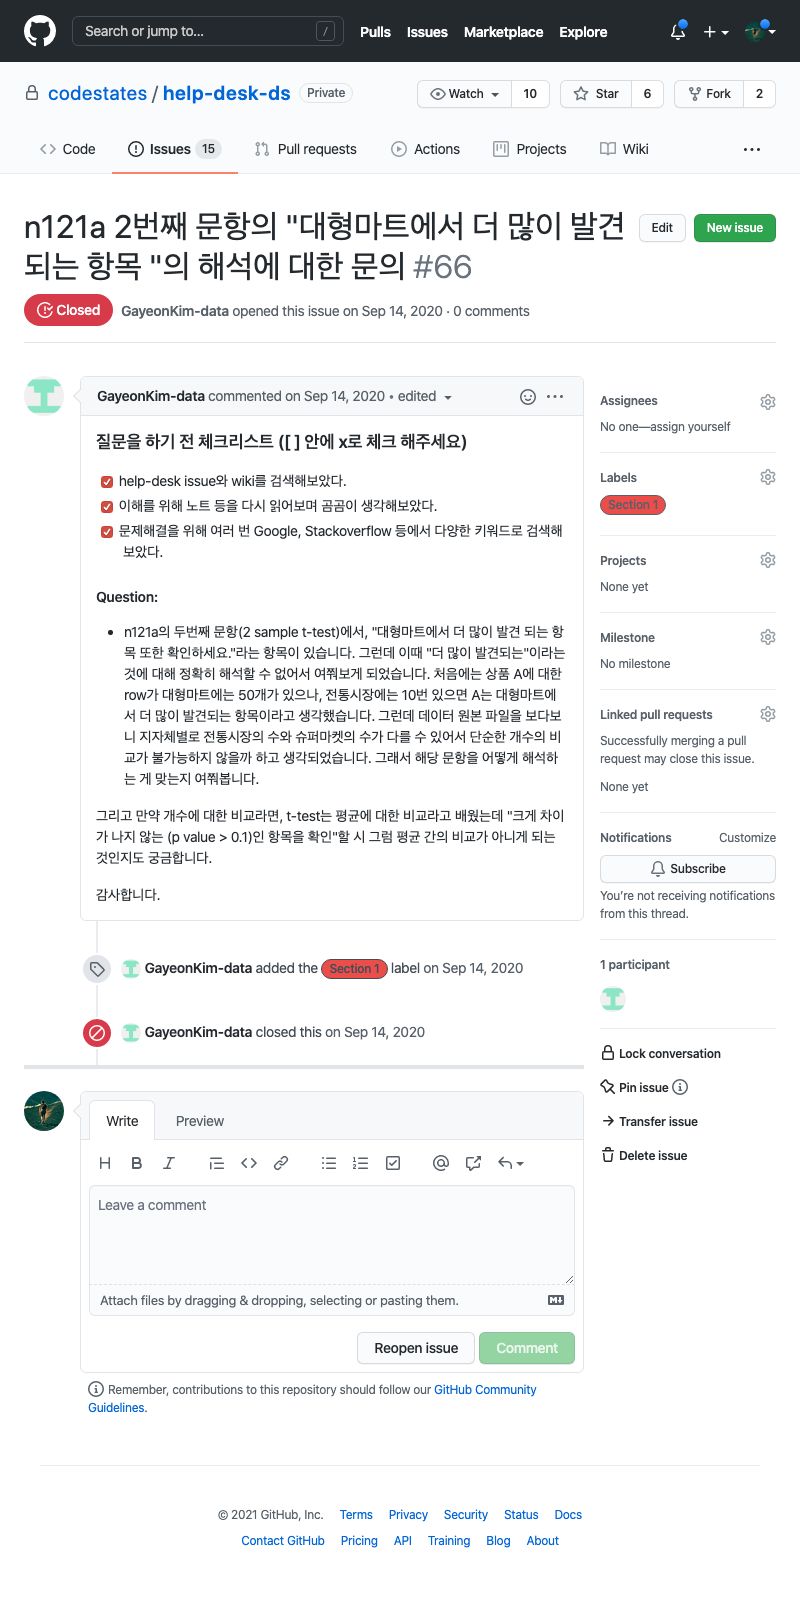 Search or jump to...
/
Pulls
Issues
Marketplace
Explore
codestates / help-desk-ds
Private
Watch
10
Star
6
Fork
2
Code
Issues
15
Pull requests
Actions
Projects
Wiki
n121a 2번째 문항의 "대형마트에서 더 많이 발견
되는 항목 "의 해석에 대한 문의 #66
Edit
New issue
Closed
GayeonKim-data opened this issue on Sep 14, 2020 · 0 comments
GayeonKim-data commented on Sep 14, 2020 • edited
질문을 하기 전 체크리스트 ([ ] 안에 x로 체크 해주세요)
help-desk issue와 wiki를 검색해보았다.
이해를 위해 노트 등을 다시 읽어보며 곰곰이 생각해보았다.
문제해결을 위해 여러 번 Google, Stackoverflow 등에서 다양한 키워드로 검색해
보았다.
Question:
• n121a의 두번째 문항(2 sample t-test)에서, "대형마트에서 더 많이 발견 되는 항
목 또한 확인하세요."라는 항목이 있습니다. 그런데 이때 "더 많이 발견되는"이라는
것에 대해 정확히 해석할 수 없어서 여쭤보게 되었습니다. 처음에는 상품 A에 대한
row가 대형마트에는 50개가 있으나, 전통시장에는 10번 있으면 A는 대형마트에
서 더 많이 발견되는 항목이라고 생각했습니다. 그런데 데이터 원본 파일을 보다보
니 지자체별로 전통시장의 수와 슈퍼마켓의 수가 다를 수 있어서 단순한 개수의 비
교가 불가능하지 않을까 하고 생각되었습니다. 그래서 해당 문항을 어떻게 해석하
는 게 맞는지 여쭤봅니다.
그리고 만약 개수에 대한 비교라면, t-test는 평균에 대한 비교라고 배웠는데 "크게 차이
가 나지 않는 (p value > 0.1)인 항목을 확인"할 시 그럼 평균 간의 비교가 아니게 되는
것인지도 궁금합니다.
감사합니다.
GayeonKim-data added the Section 1 label on Sep 14, 2020
GayeonKim-data closed this on Sep 14, 2020
Assignees
No one—assign yourself
Labels
Section 1
Projects
None yet
Milestone
No milestone
Linked pull requests
Successfully merging a pull
request may close this issue.
None yet
Notifications
Customize
Subscribe
You're not receiving notifications
from this thread.
1 participant
Lock conversation
Pin issue
Transfer issue
Delete issue
Write
Preview
H B I
@
Leave a comment
Attach files by dragging & dropping, selecting or pasting them.
M
Reopen issue
Comment
Remember, contributions to this repository should follow our GitHub Community
Guidelines.
© 2021 GitHub, Inc.
Terms
Privacy
Security
Status
Docs
Contact GitHub
Pricing
API
Training
Blog
About